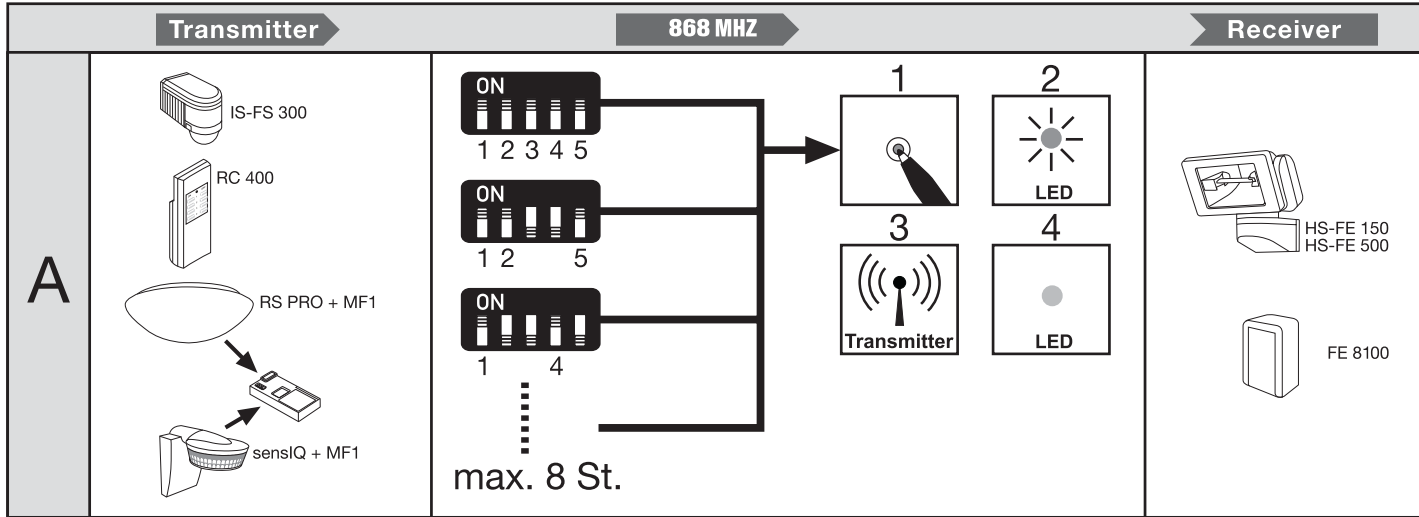 Transmitter
868 MHZ
Receiver
A
IS-FS 300
RC 400
RS PRO + MF1
sensIQ + MF1
ON
1 2 3 4 5
ON
1 2 5
ON
1 4
max. 8 St.
1
2
LED
3
Transmitter
4
LED
HS-FE 150
HS-FE 500
FE 8100